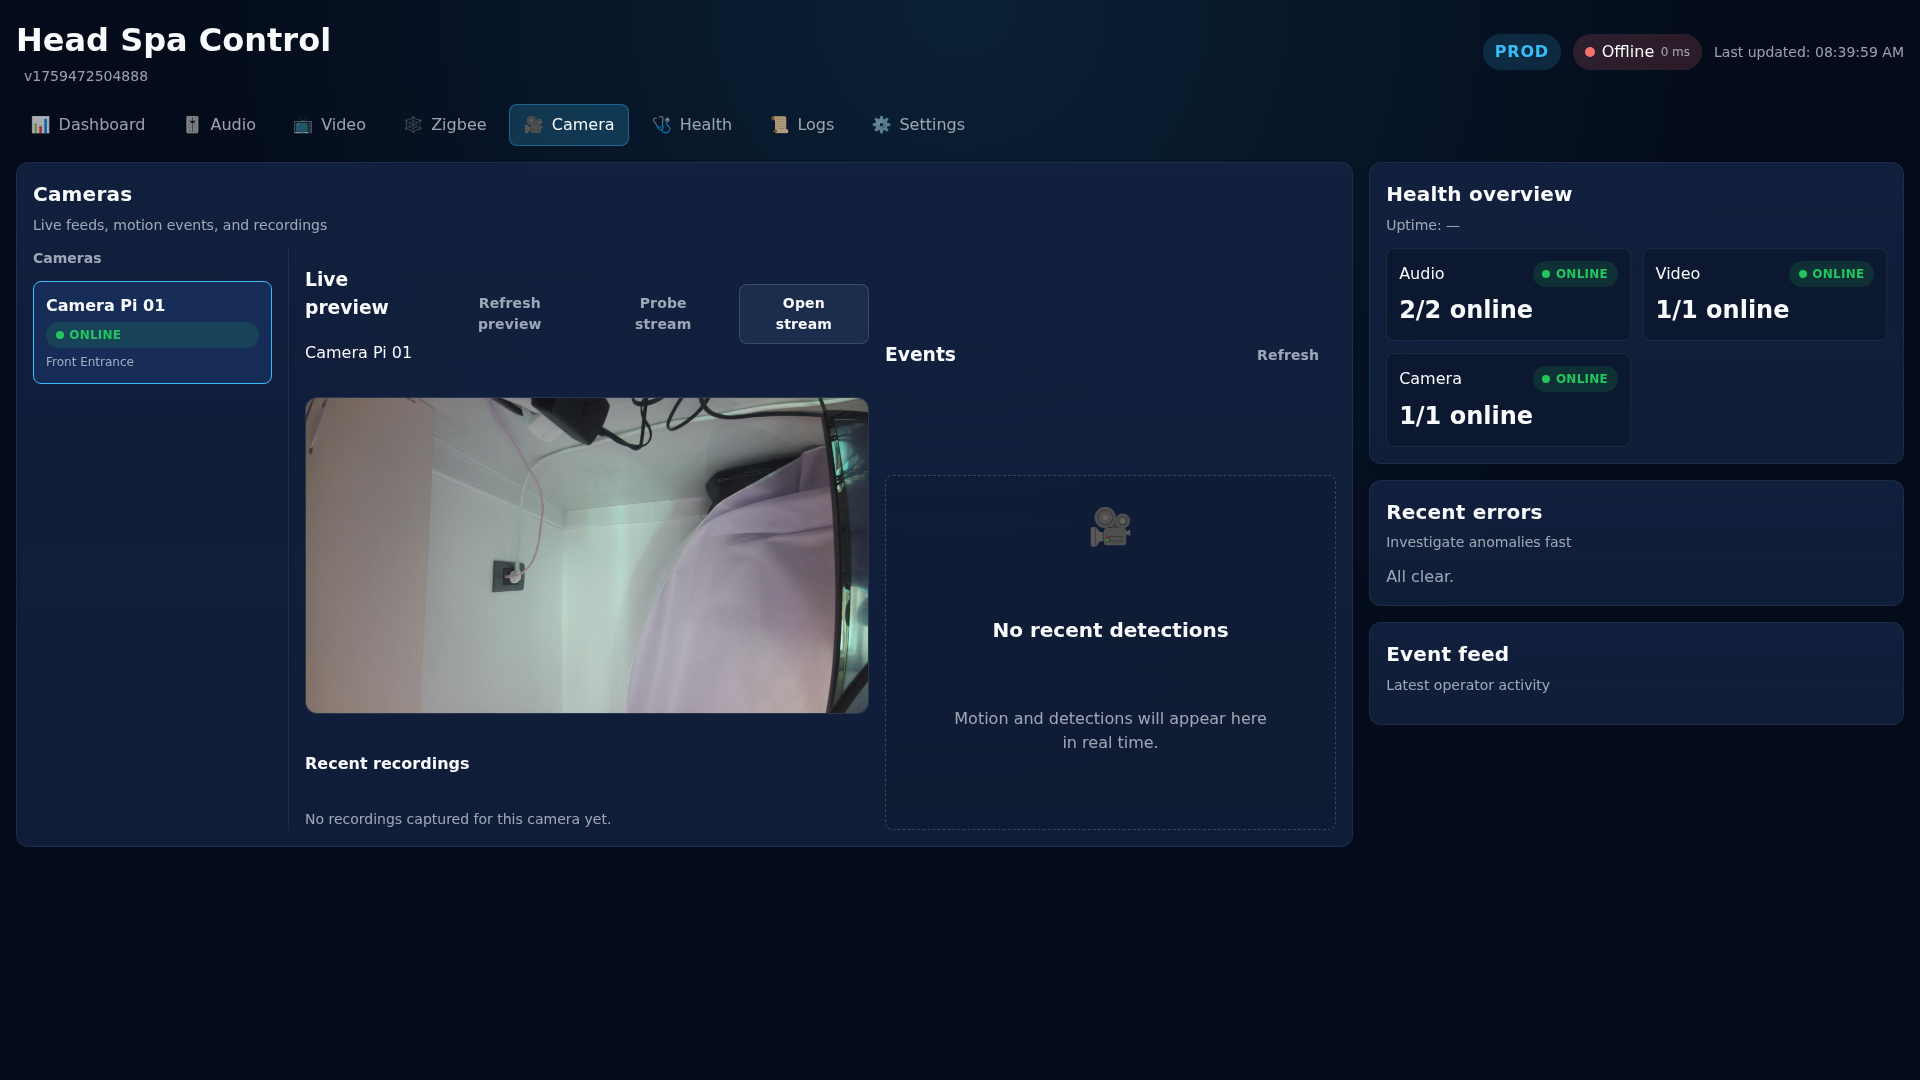 Head Spa Control
v1759472504888
PROD
Offline 0 ms
Last updated: 08:39:59 AM
Dashboard
Audio
Video
Zigbee
Camera
Health
Logs
Settings
Cameras
Live feeds, motion events, and recordings
Cameras
Camera Pi 01
ONLINE
Front Entrance
Live
preview
Camera Pi 01
Refresh
preview
Probe
stream
Open
stream
Recent recordings
No recordings captured for this camera yet.
Events
Refresh
No recent detections
Motion and detections will appear here
in real time.
Health overview
Uptime: —
Audio
ONLINE
2/2 online
Video
ONLINE
1/1 online
Camera
ONLINE
1/1 online
Recent errors
Investigate anomalies fast
All clear.
Event feed
Latest operator activity